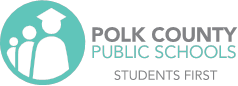 POLK COUNTY
PUBLIC SCHOOLS
STUDENTS FIRST